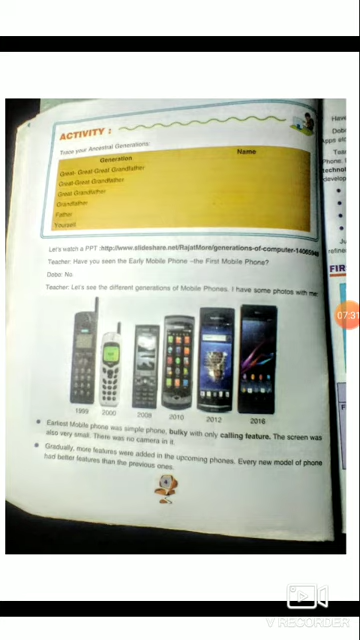 ACTIVITY :
Trace your Ancestral Generations.
Generation Name
Great- Great Great Grandfather
Great-Great Grandfather
Great Grandfather
Grandfather
Father
Yourself
Let's watch a PPT :http://www.slideshare.net/RajatMore/generations-of-computer-14065949
Teacher: Have you seen the Early Mobile Phone –the First Mobile Phone?
Debo: No
Teacher: Let's see the different generations of Mobile Phones. I have some photos with me:
1999 2000 2008 2010 2012 2016
Earliest Mobile phone was simple phone, bulky with only calling feature. The screen was
also very small. There was no camera in it.
Gradually, more features were added in the upcoming phones. Every new model of phone
had better features than the previous ones.
Debo
Phone,
FIR
07:31
V RECORDER